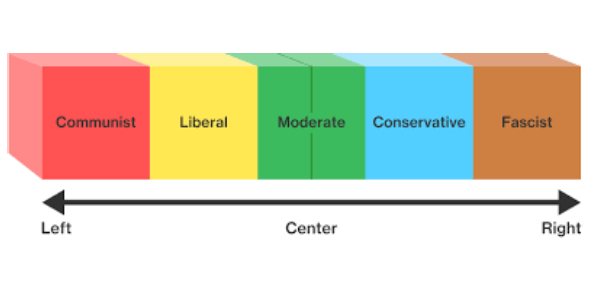 Communist Liberal Moderate Conservative Fascist
Left Center Right